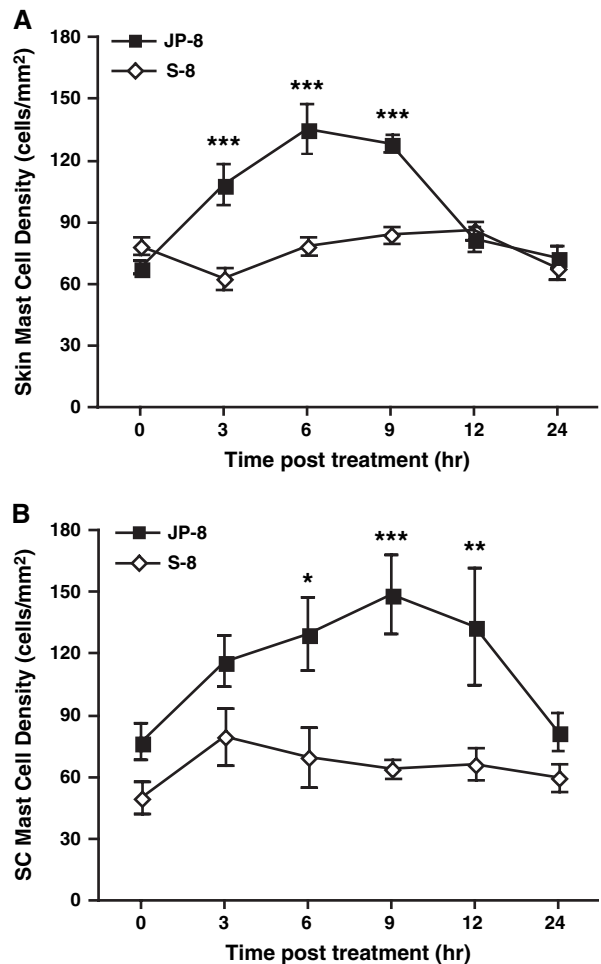 A
JP-8
S-8
Skin Mast Cell Density (cells/mm²)
180
150
120
90
60
30
0
***
***
***
0 3 6 9 12 24
Time post treatment (hr)
B
JP-8
S-8
SC Mast Cell Density (cells/mm²)
180
150
120
90
60
30
0
*
***
**
0 3 6 9 12 24
Time post treatment (hr)